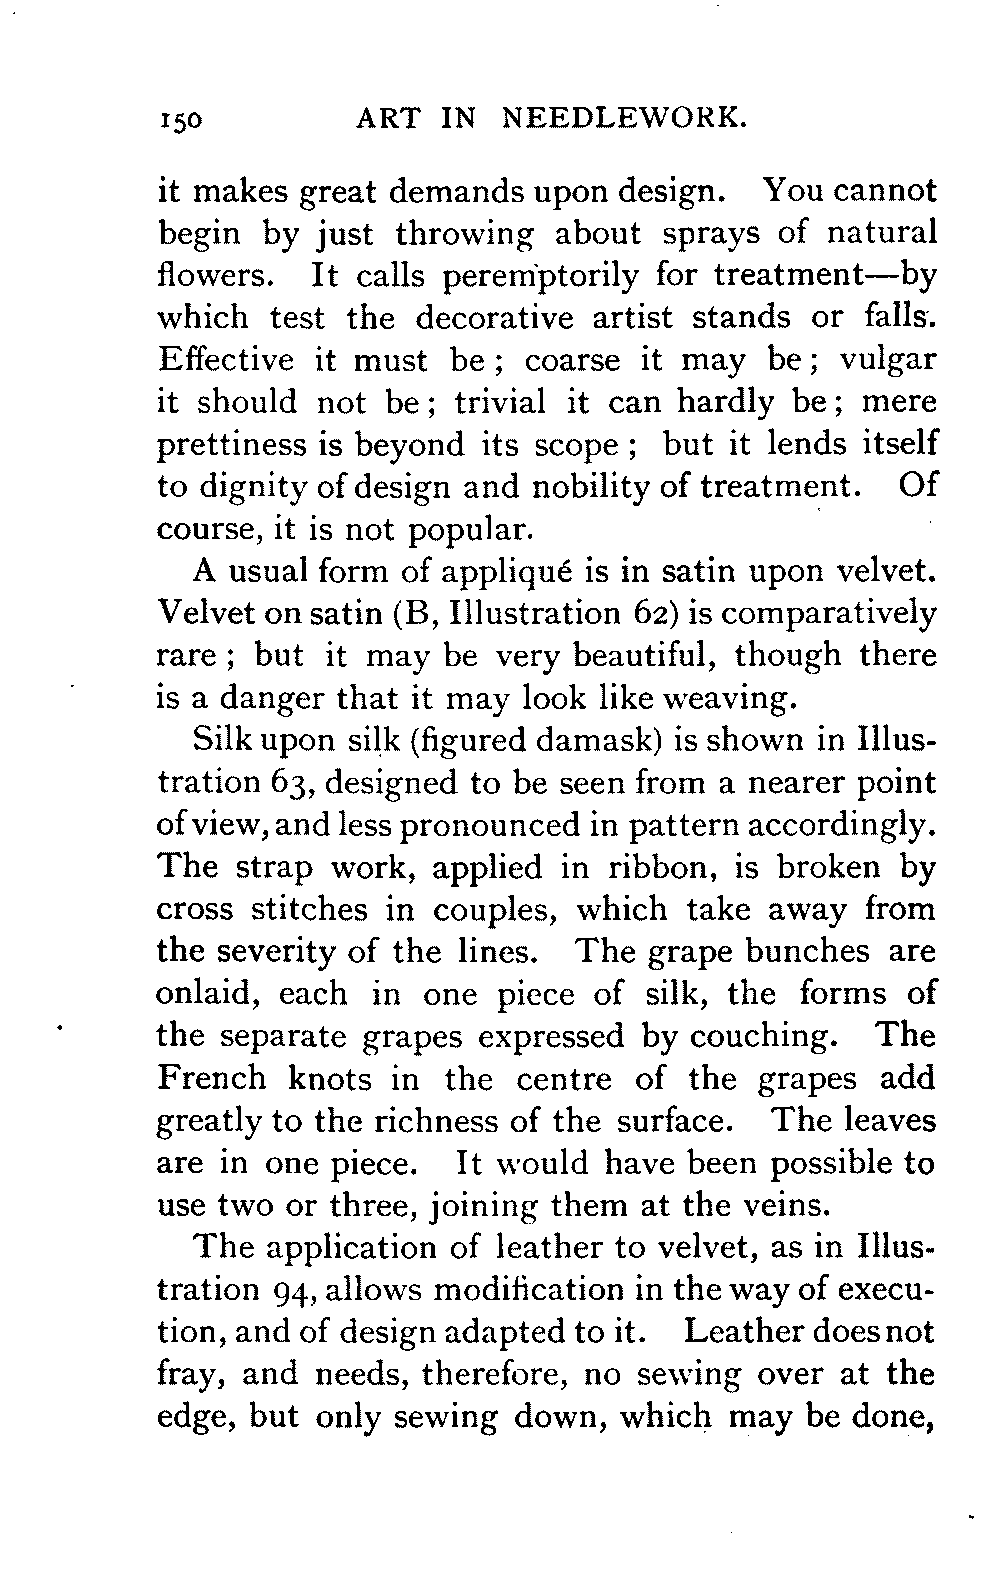 150 ART IN NEEDLEWORK.
it makes great demands upon design. You cannot
begin by just throwing about sprays of natural
flowers. It calls peremptorily for treatment—by
which test the decorative artist stands or falls.
Effective it must be ; coarse it may be ; vulgar
it should not be ; trivial it can hardly be ; mere
prettiness is beyond its scope ; but it lends itself
to dignity of design and nobility of treatment. Of
course, it is not popular.
A usual form of appliqué is in satin upon velvet.
Velvet on satin (B, Illustration 62) is comparatively
rare ; but it may be very beautiful, though there
is a danger that it may look like weaving.
Silk upon silk (figured damask) is shown in Illus-
tration 63, designed to be seen from a nearer point
of view, and less pronounced in pattern accordingly.
The strap work, applied in ribbon, is broken by
cross stitches in couples, which take away from
the severity of the lines. The grape bunches are
onlaid, each in one piece of silk, the forms of
the separate grapes expressed by couching. The
French knots in the centre of the grapes add
greatly to the richness of the surface. The leaves
are in one piece. It would have been possible to
use two or three, joining them at the veins.
The application of leather to velvet, as in Illus-
tration 94, allows modification in the way of execu-
tion, and of design adapted to it. Leather does not
fray, and needs, therefore, no sewing over at the
edge, but only sewing down, which may be done,